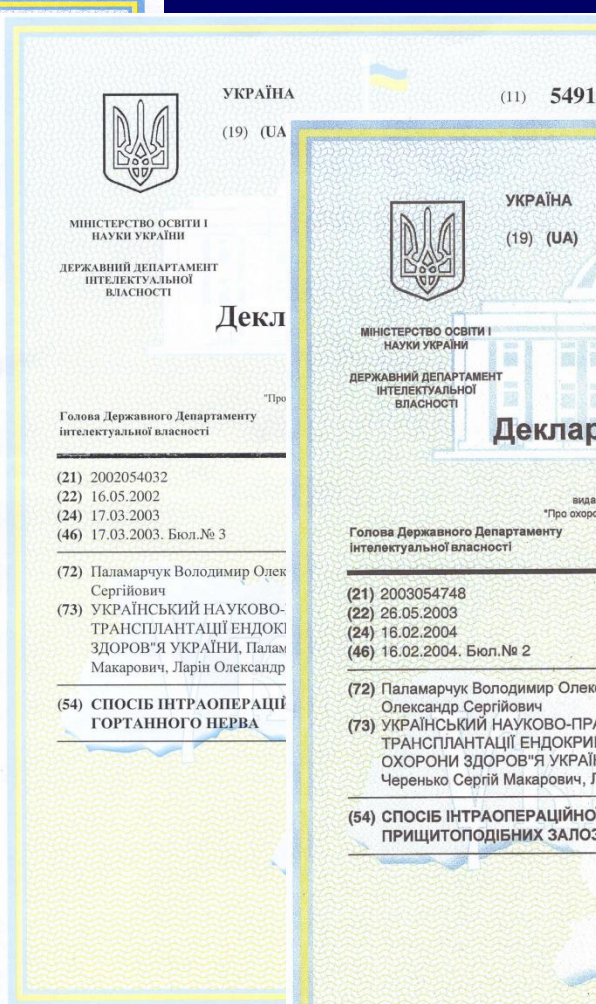 УКРАЇНА
(11) 5491
(19) (UA
МІНІСТЕРСТВО ОСВІТИ І
НАУКИ УКРАЇНИ
ДЕРЖАВНИЙ ДЕПАРТАМЕНТ
ІНТЕЛЕКТУАЛЬНОЇ
ВЛАСНОСТІ
Декл
"Про
Голова Державного Департаменту
інтелектуальної власності
(21) 2002054032
(22) 16.05.2002
(24) 17.03.2003
(46) 17.03.2003. Бюл.№ 3
(72) Паламарчук Володимир Олек
Сергійович
(73) УКРАЇНСЬКИЙ НАУКОВО-
ТРАНСПЛАНТАЦІЇ ЕНДОК
ЗДОРОВ"Я УКРАЇНИ, Палам
Макарович, Ларін Олександр
(54) СПОСІБ ІНТРАОПЕРАЦІЙ
ГОРТАННОГО НЕРВА
УКРАЇНА
(19) (UA)
МІНІСТЕРСТВО ОСВІТИ І
НАУКИ УКРАЇНИ
ДЕРЖАВНИЙ ДЕПАРТАМЕНТ
ІНТЕЛЕКТУАЛЬНОЇ
ВЛАСНОСТІ
Деклар
вида
"Про охоро
Голова Державного Департаменту
інтелектуальної власності
(21) 2003054748
(22) 26.05.2003
(24) 16.02.2004
(46) 16.02.2004. Бюл.№ 2
(72) Паламарчук Володимир Олек
Олександр Сергійович
(73) УКРАЇНСЬКИЙ НАУКОВО-ПРА
ТРАНСПЛАНТАЦІЇ ЕНДОКРИ
ОХОРОНИ ЗДОРОВ"Я УКРАЇ
Черенько Сергій Макарович, Л
(54) СПОСІБ ІНТРАОПЕРАЦІЙНО
ПРИЩИТОПОДІБНИХ ЗАЛОЗ